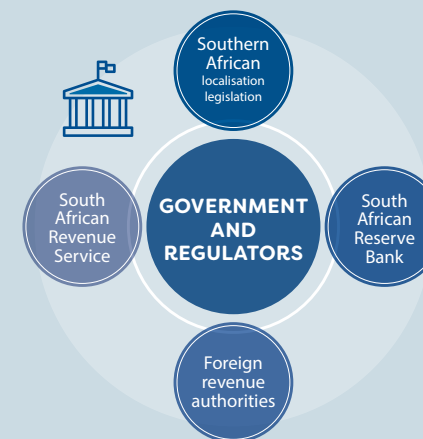 Southern
African
localisation
legislation
South
African
Revenue
Service
GOVERNMENT
AND
REGULATORS
South
African
Reserve
Bank
Foreign
revenue
authorities